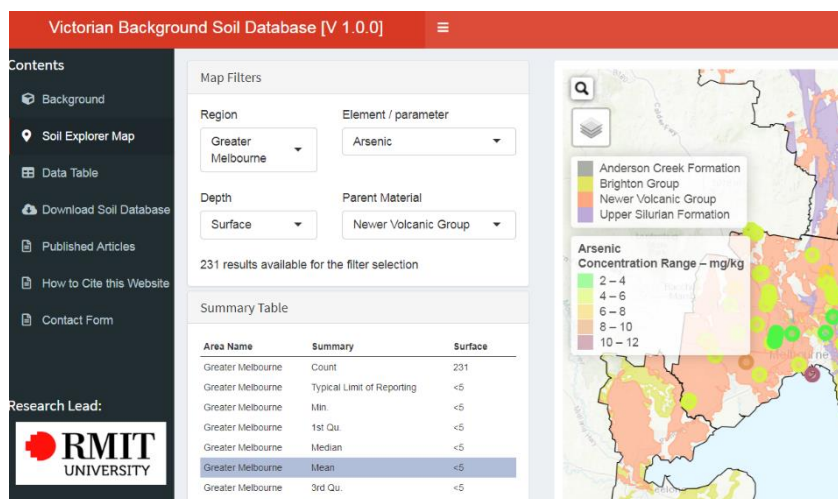 Victorian Background Soil Database [V 1.0.0]
Contents
Background
Soil Explorer Map
Data Table
Download Soil Database
Published Articles
How to Cite this Website
Contact Form
Research Lead:
RMIT
UNIVERSITY
Map Filters
Region
Element / parameter
Greater
Melbourne
Arsenic
Depth
Parent Material
Surface
Newer Volcanic Group
231 results available for the filter selection
Summary Table
Area Name Summary Surface
Greater Melbourne Count 231
Greater Melbourne Typical Limit of Reporting <5
Greater Melbourne Min. <5
Greater Melbourne 1st Qu. <5
Greater Melbourne Median <5
Greater Melbourne Mean <5
Greater Melbourne 3rd Qu. <5
Anderson Creek Formation
Brighton Group
Newer Volcanic Group
Upper Silurian Formation
Arsenic
Concentration Range – mg/kg
2 – 4
4 – 6
6 – 8
8 – 10
10 – 12
Melbourne